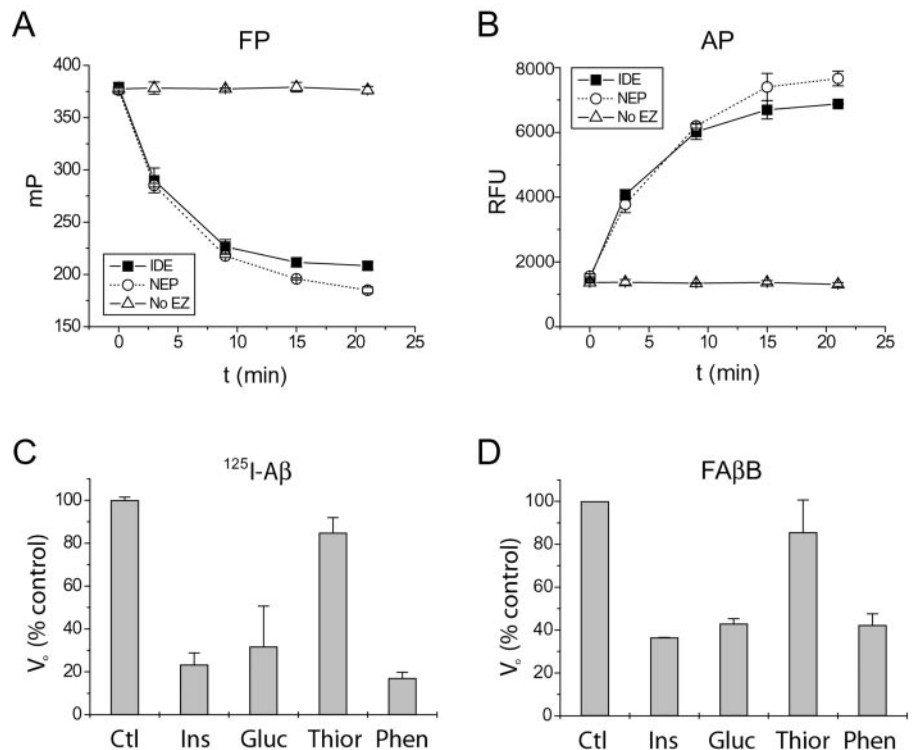 A
FP
400
375
350
300
250
200
150
mP
IDE
NEP
No EZ
0
5
10
15
20
25
t (min)
B
AP
8000
6000
4000
2000
0
RFU
IDE
NEP
No EZ
0
5
10
15
20
25
t (min)
C
¹²⁵I-Aβ
100
80
60
40
20
0
Vₒ (% control)
Ctl Ins Gluc Thior Phen
D
FAβB
100
80
60
40
20
0
Vₒ (% control)
Ctl Ins Gluc Thior Phen